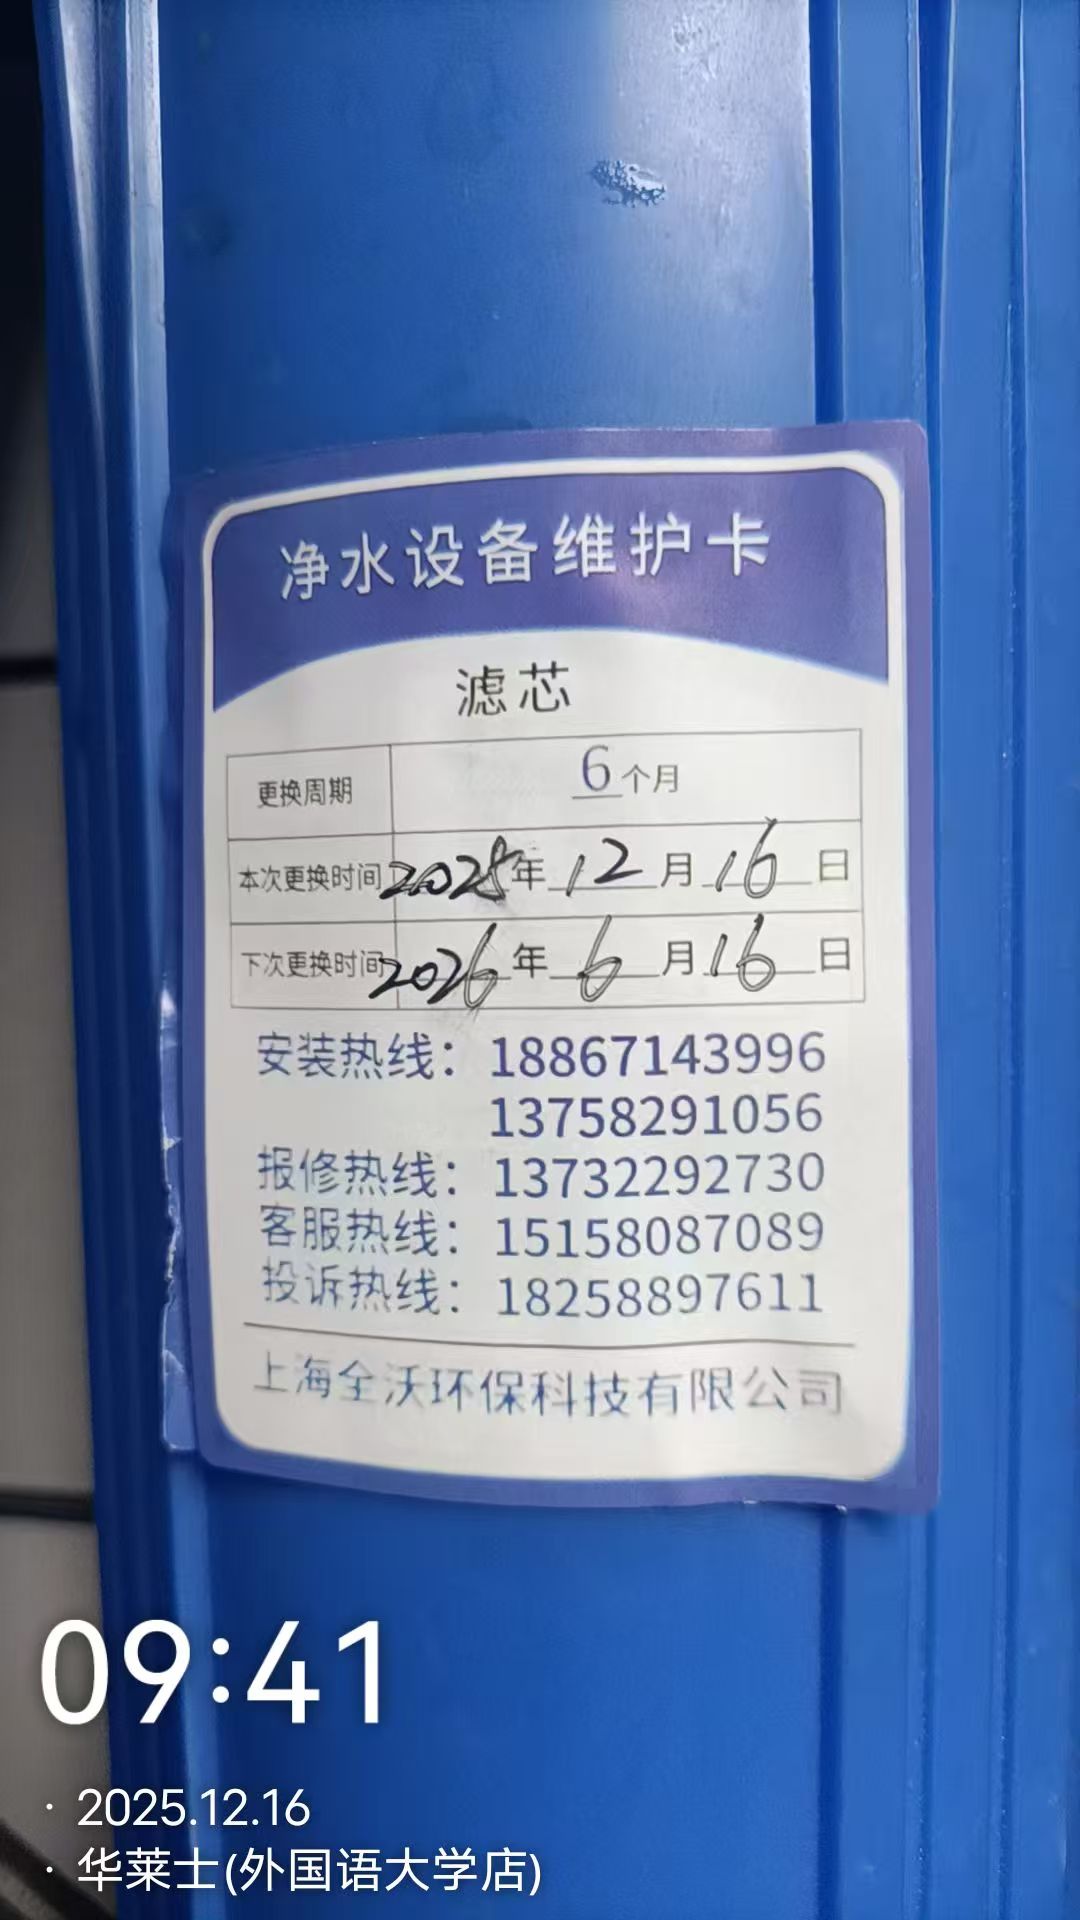 净水设备维护卡
滤芯
更换周期 6个月
本次更换时间 2025年12月16日
下次更换时间 2026年6月16日
安装热线：18867143996
13758291056
报修热线：13732292730
客服热线：15158087089
投诉热线：18258897611
上海全沃环保科技有限公司
09:41
· 2025.12.16
· 华莱士(外国语大学店)